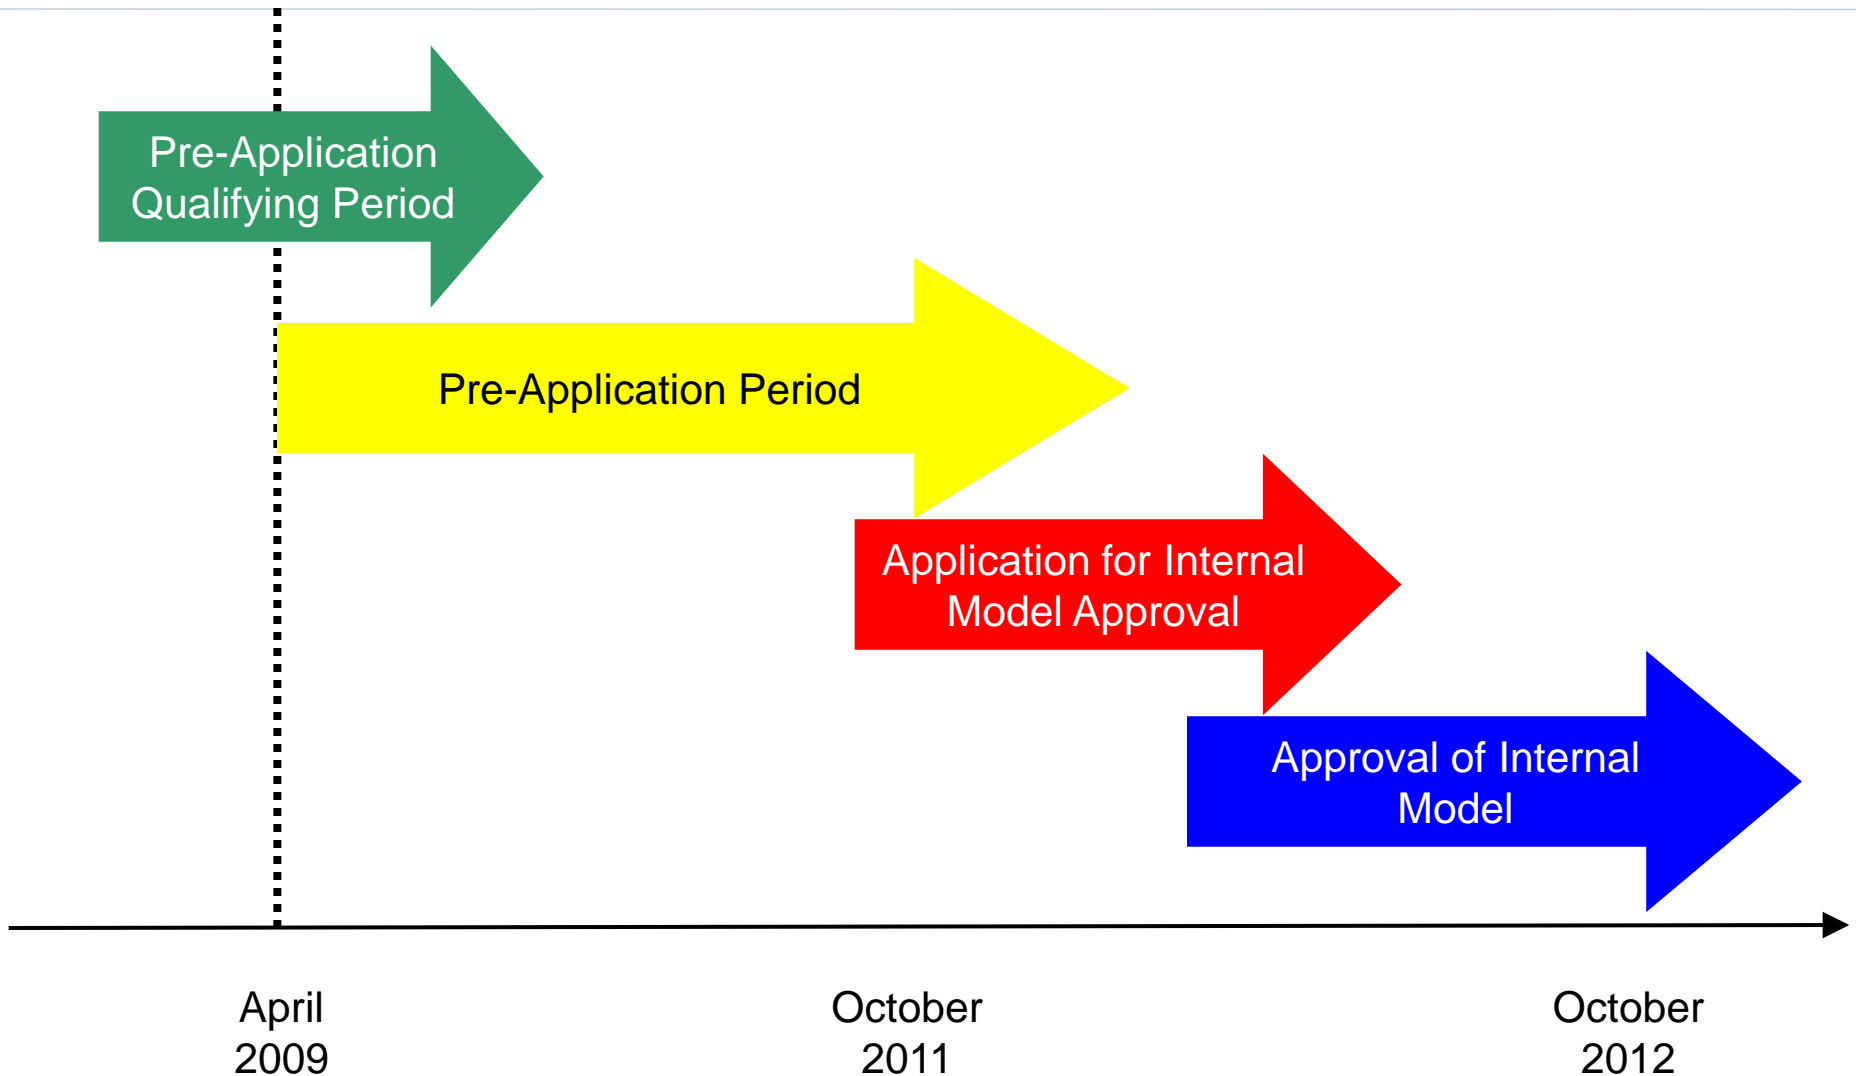 Pre-Application
Qualifying Period
Pre-Application Period
Application for Internal
Model Approval
Approval of Internal
Model
April
2009
October
2011
October
2012